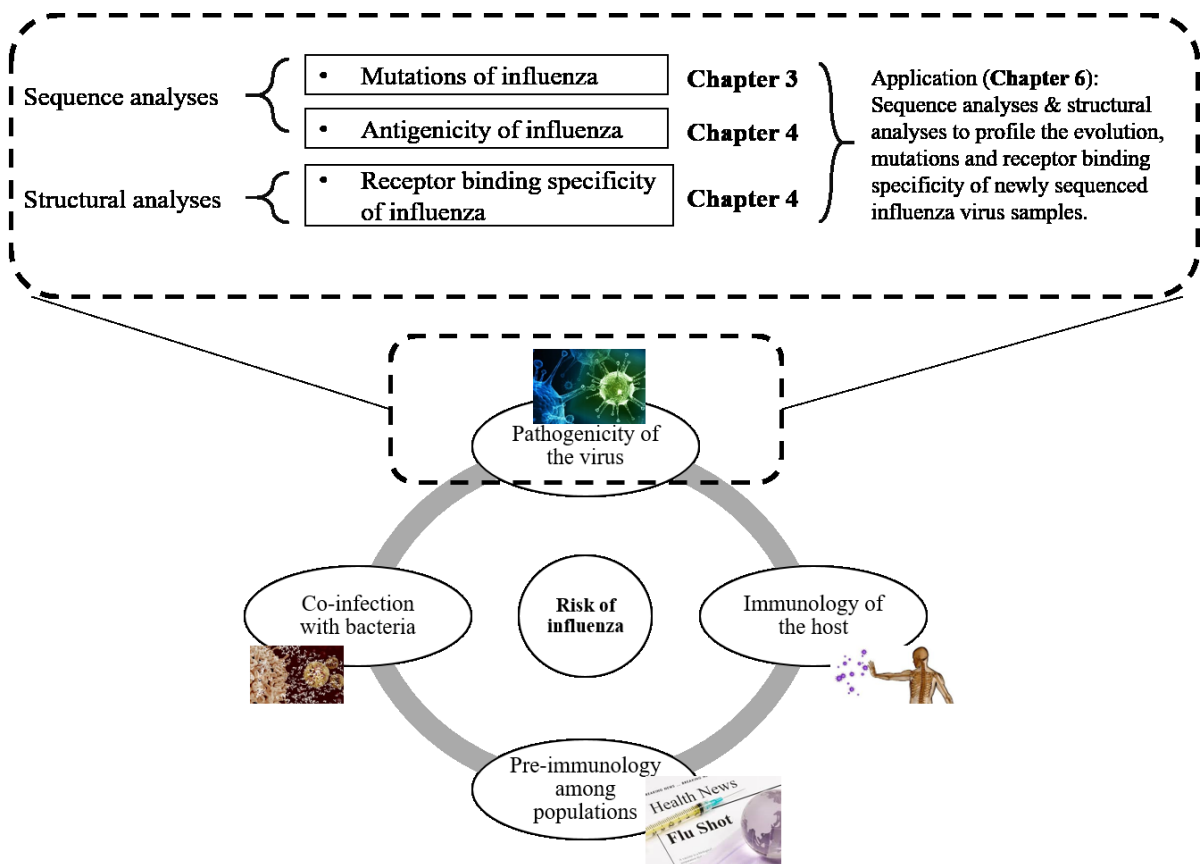 Sequence analyses
• Mutations of influenza
Chapter 3
• Antigenicity of influenza
Chapter 4
Structural analyses
• Receptor binding specificity
of influenza
Chapter 4
Application (Chapter 6):
Sequence analyses & structural
analyses to profile the evolution,
mutations and receptor binding
specificity of newly sequenced
influenza virus samples.
Pathogenicity of
the virus
Co-infection
with bacteria
Risk of
influenza
Immunology of
the host
Pre-immunology
among
populations
Health News
Flu Shot